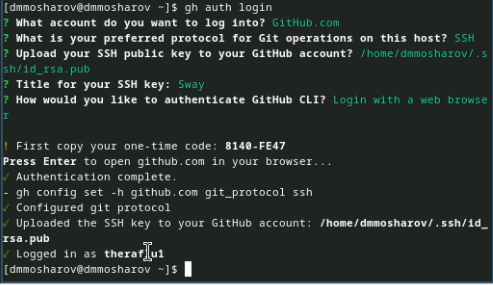 [dmmosharov@dmmosharov ~]$ gh auth login
? What account do you want to log into? GitHub.com
? What is your preferred protocol for Git operations on this host? SSH
? Upload your SSH public key to your GitHub account? /home/dmmosharov/.s
sh/id_rsa.pub
? Title for your SSH key: Sway
? How would you like to authenticate GitHub CLI? Login with a web browse
r
! First copy your one-time code: 8140-FE47
Press Enter to open github.com in your browser...
✓ Authentication complete.
- gh config set -h github.com git_protocol ssh
✓ Configured git protocol
✓ Uploaded the SSH key to your GitHub account: /home/dmmosharov/.ssh/id_
rsa.pub
✓ Logged in as
[dmmosharov@dmmosharov ~]$